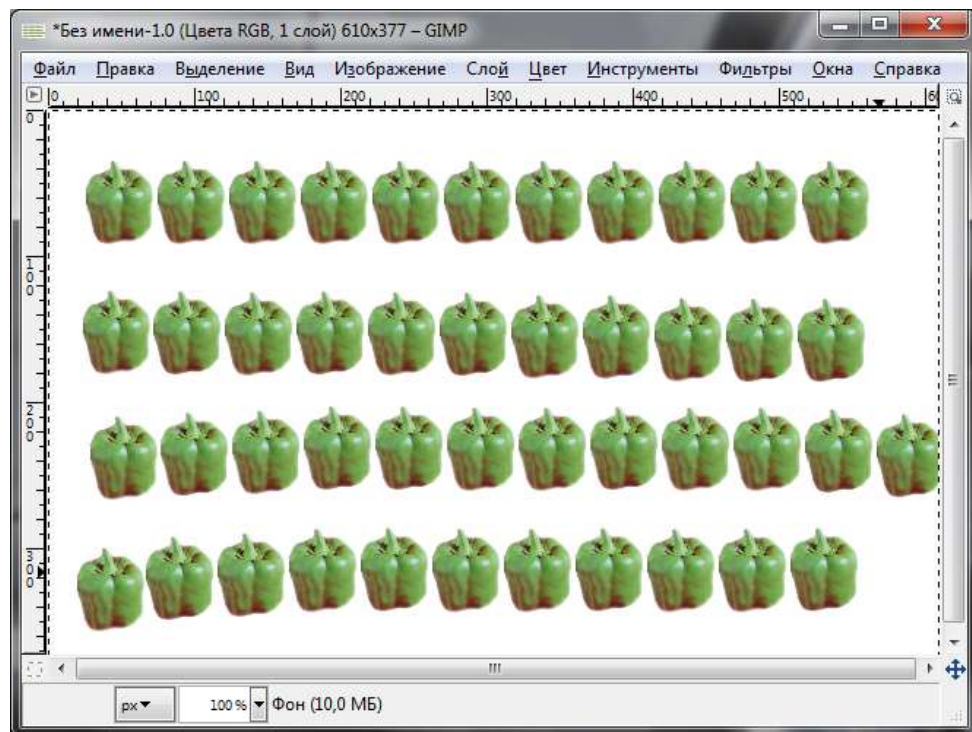 *Без имени-1.0 (Цвета RGB, 1 слой) 610x377 – GIMP
Файл Правка Выделение Вид Изображение Слой Цвет Инструменты Фильтры Окна Справка
0 100 200 300 400 500
0
100
200
300
px 100 % Фон (10,0 МБ)